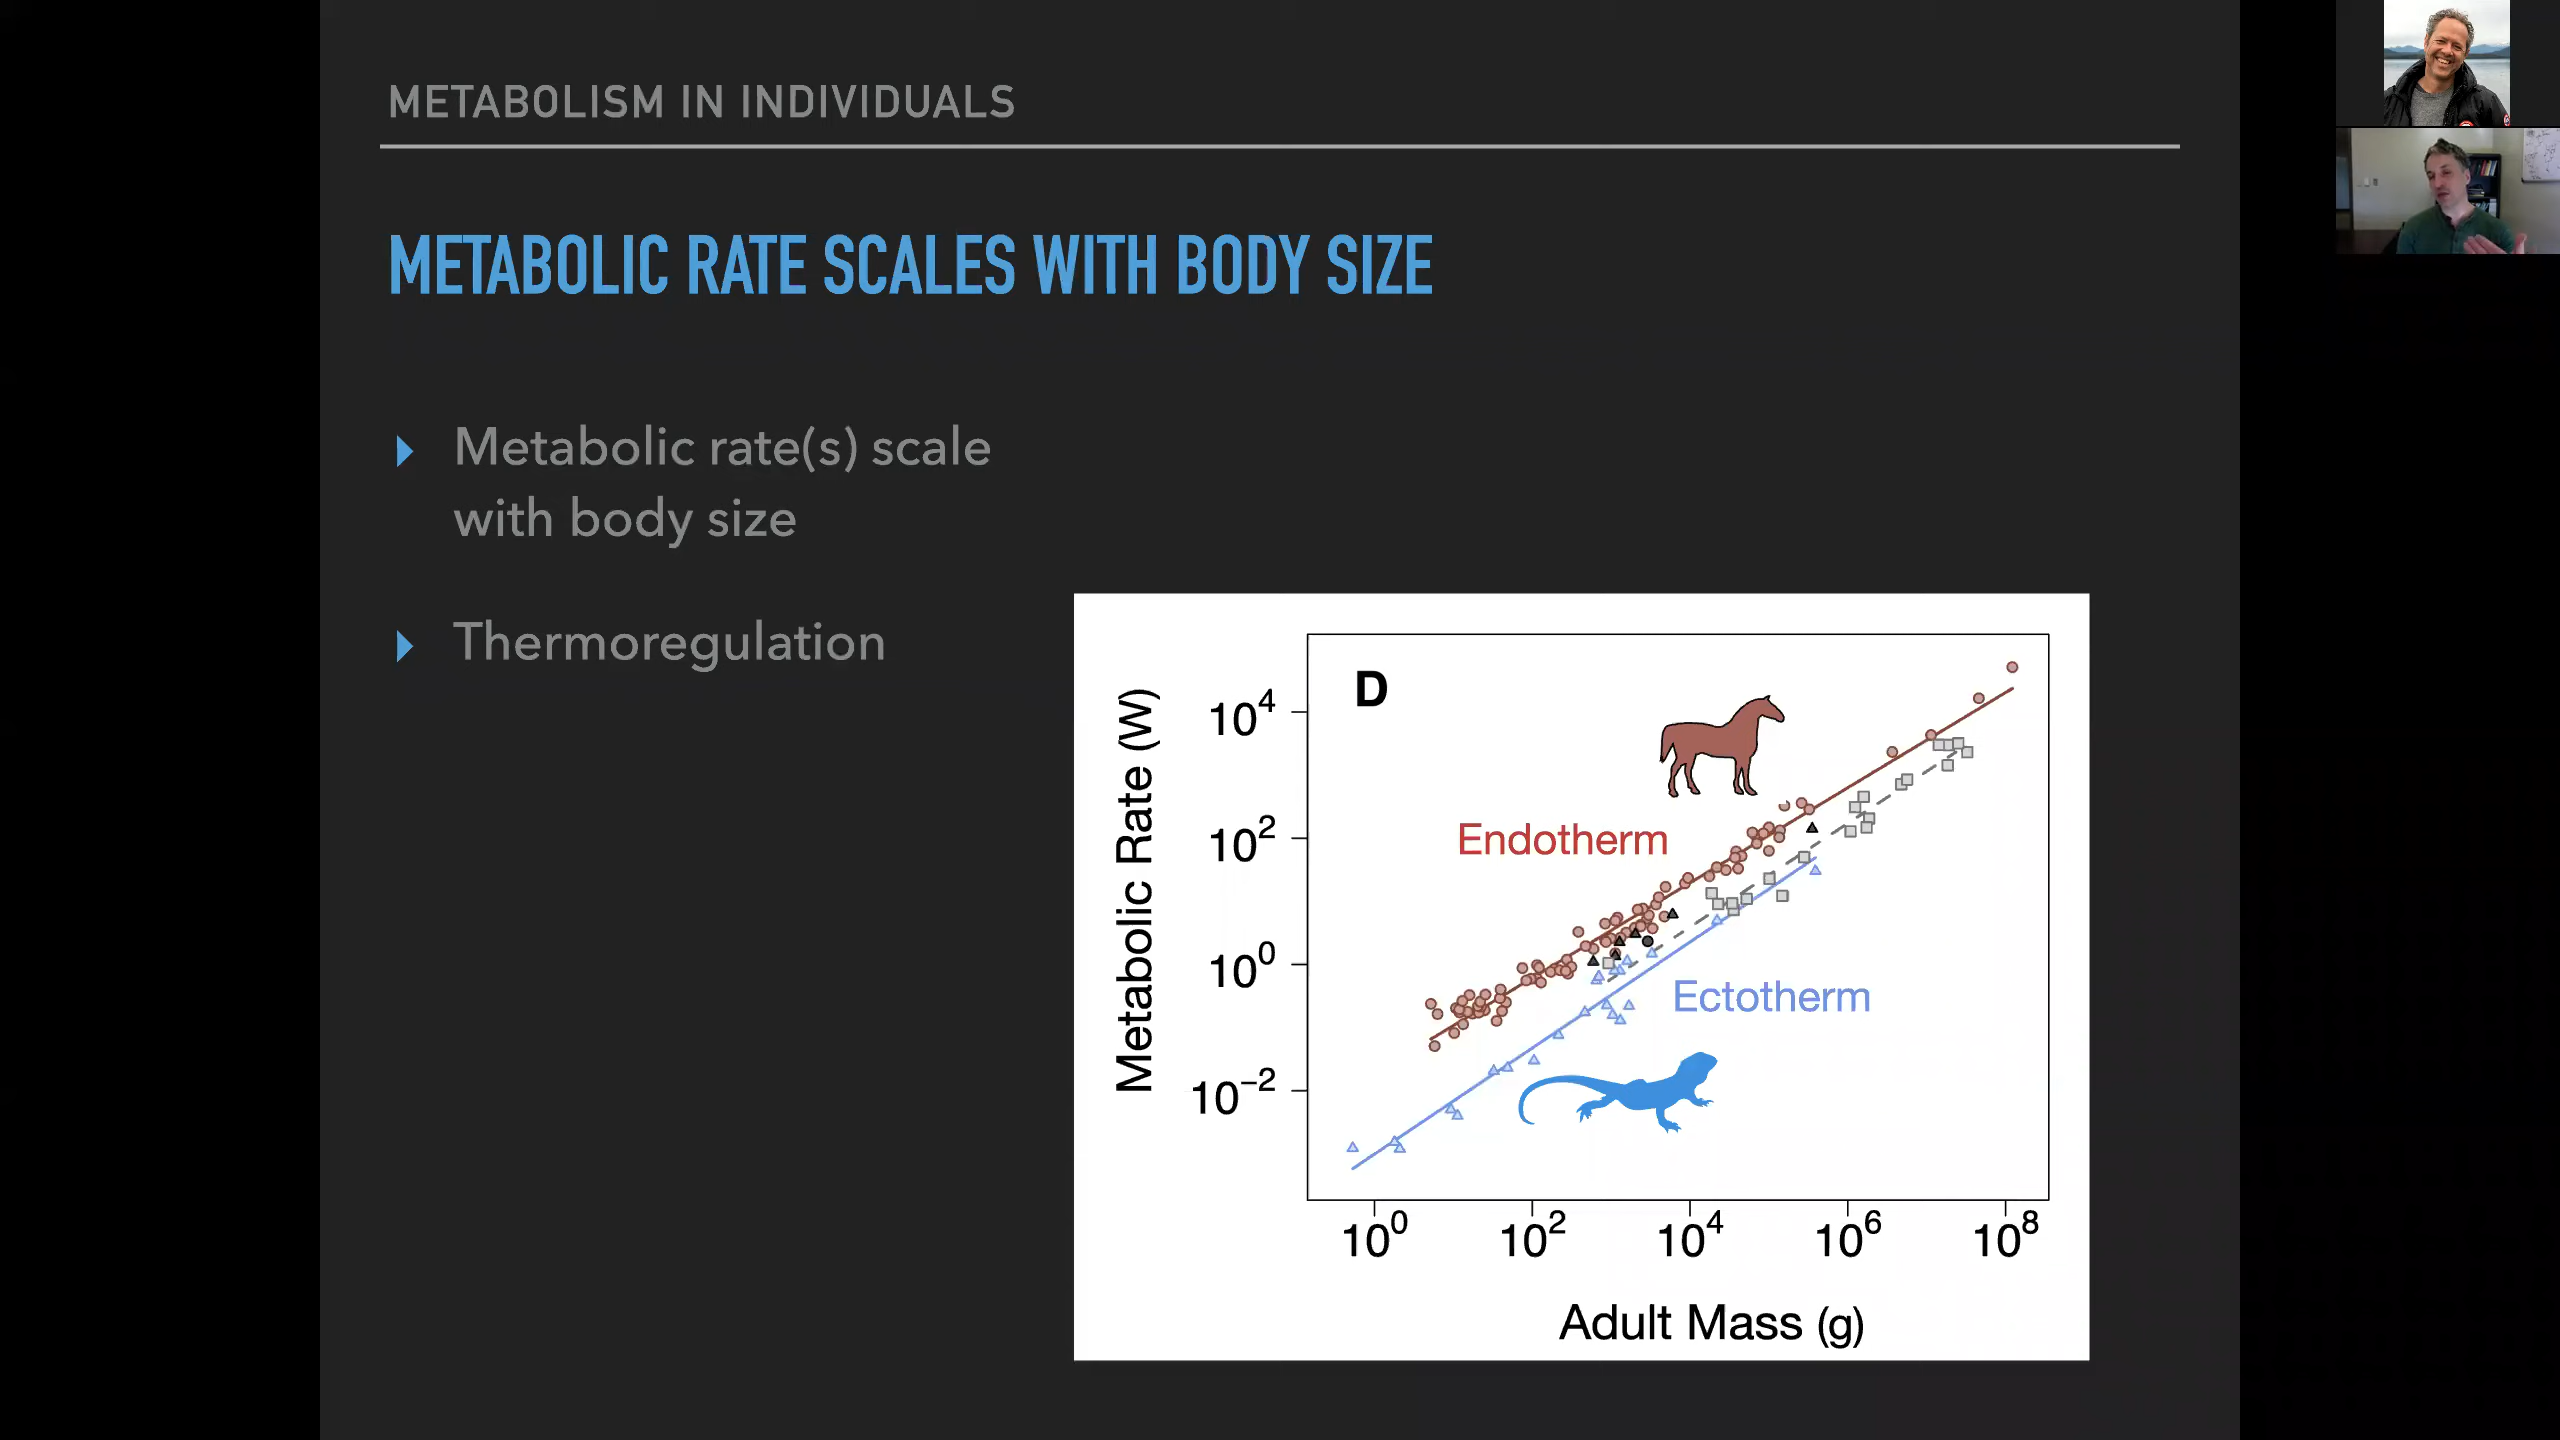 METABOLISM IN INDIVIDUALS
METABOLIC RATE SCALES WITH BODY SIZE
Metabolic rate(s) scale
with body size
Thermoregulation
D
Metabolic Rate (W)
10⁴
10²
10⁰
10⁻²
Endotherm
Ectotherm
10⁰ 10² 10⁴ 10⁶ 10⁸
Adult Mass (g)